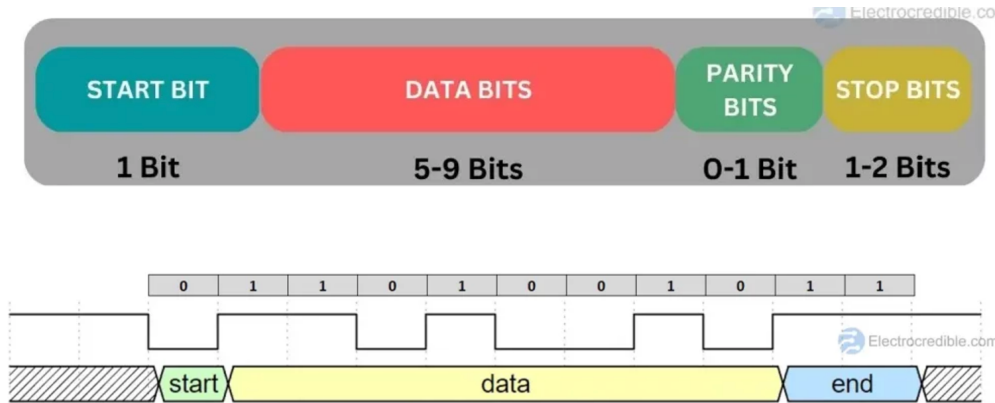 Electrocredible.co
START BIT
DATA BITS
PARITY
BITS
STOP BITS
1 Bit
5-9 Bits
0-1 Bit
1-2 Bits
0 1 1 0 1 0 0 1 0 1 1
Electrocredible.com
start
data
end